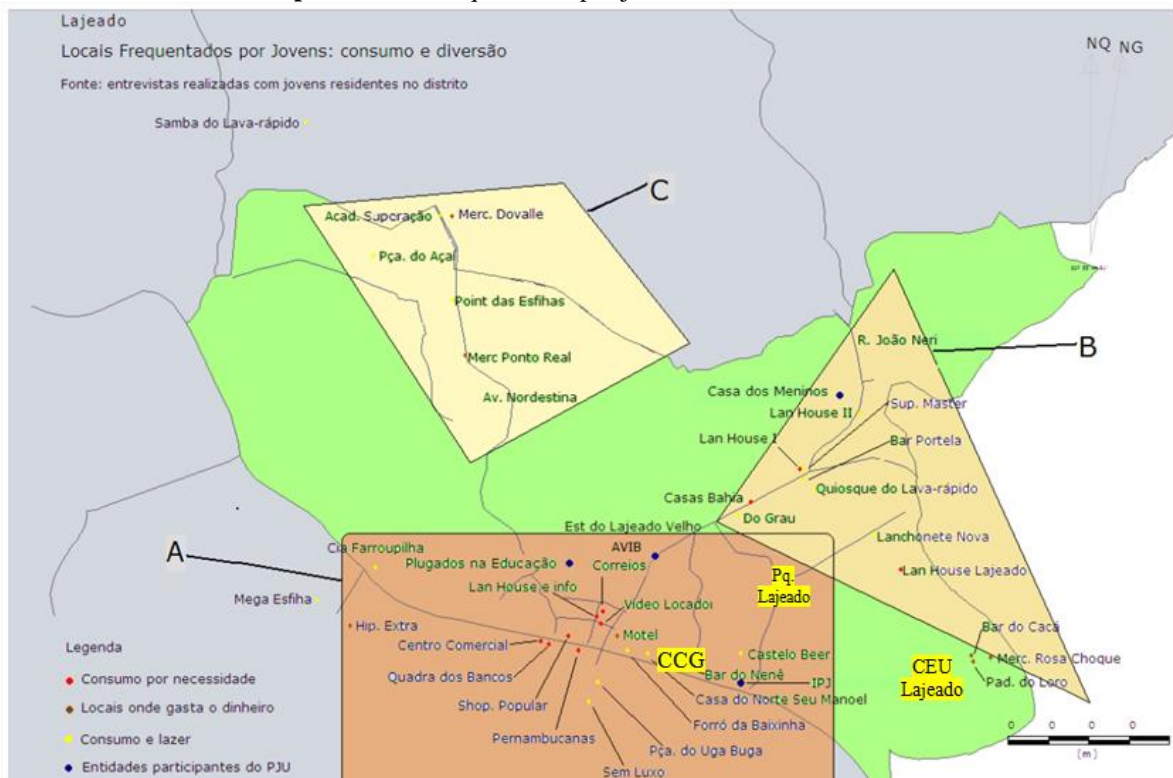 Lajeado
Locais Frequentados por Jovens: consumo e diversão
Fonte: entrevistas realizadas com jovens residentes no distrito
NQ NG
Samba do Lava-rápido
C
Acad. Superação
Merc. Dovalle
Pça. do Açaí
Point das Esfihas
Merc Ponto Real
Av. Nordestina
R. João Neri
B
Casa dos Meninos
Sup. Master
Lan House II
Lan House I
Bar Portela
Quiosque do Lava-rápido
Casas Bahia
Do Grau
Est do Lajeado Velho
Lanchonete Nova
A
Cia Farroupilha
AVIB
Plugados na Educação
Correios
Pq.
Lajeado
Lan House Lajeado
Lan House e info
Mega Esfiha
Video Locadoi
Hip. Extra
Motel
Bar do Cacá
Centro Comercial
CCG
Castelo Beer
Merc. Rosa Choque
CEU
Lajeado
Quadra dos Bancos
Bar do Nenê
IPJ
Pad. do Loro
Casa do Norte Seu Manoel
Shop. Popular
Forró da Baixinha
Pernambucanas
Pça. do Uga Buga
Sem Luxo
Legenda
Consumo por necessidade
Locais onde gasta o dinheiro
Consumo e lazer
Entidades participantes do PJU
0 0 0
(m)